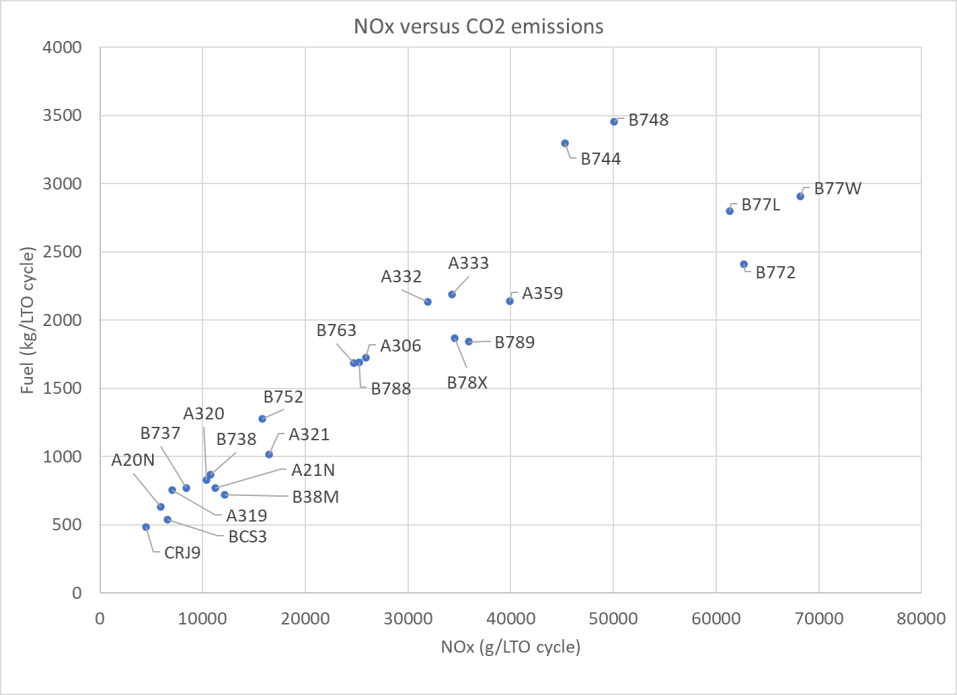 NOx versus CO2 emissions
4000
3500
3000
2500
2000
1500
1000
500
0
Fuel (kg/LTO cycle)
B748
B744
B77W
B77L
B772
A333
A332
A359
B763
A306
B789
B78X
B788
B752
A320
B737
B738
A321
A20N
A21N
B38M
A319
BCS3
CRJ9
0 10000 20000 30000 40000 50000 60000 70000 80000
NOx (g/LTO cycle)